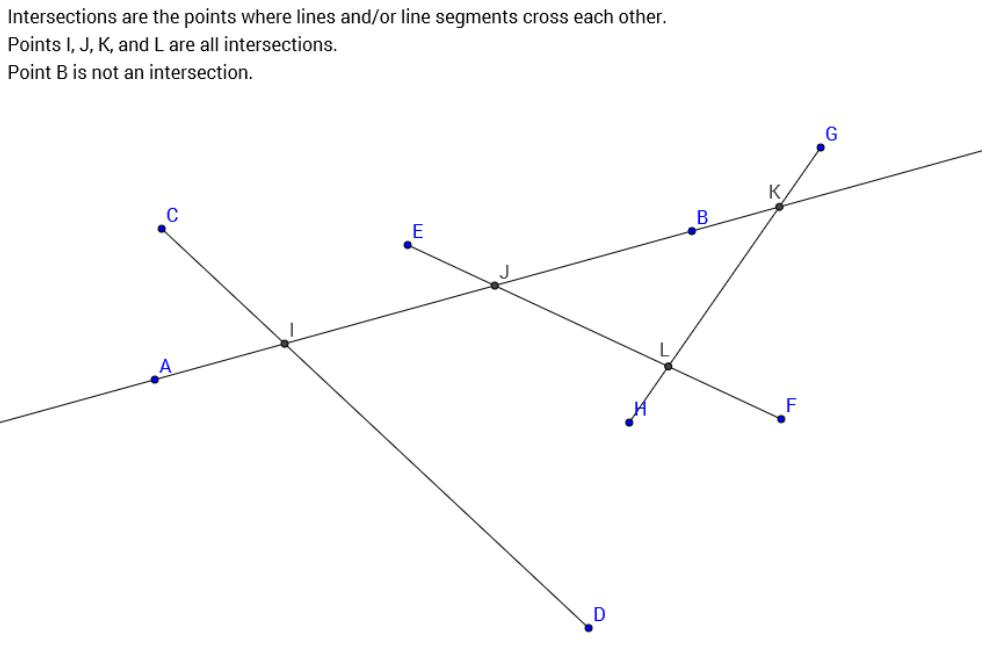 Intersections are the points where lines and/or line segments cross each other.
Points I, J, K, and L are all intersections.
Point B is not an intersection.
G
K
C
B
E
J
I
L
A
F
H
D